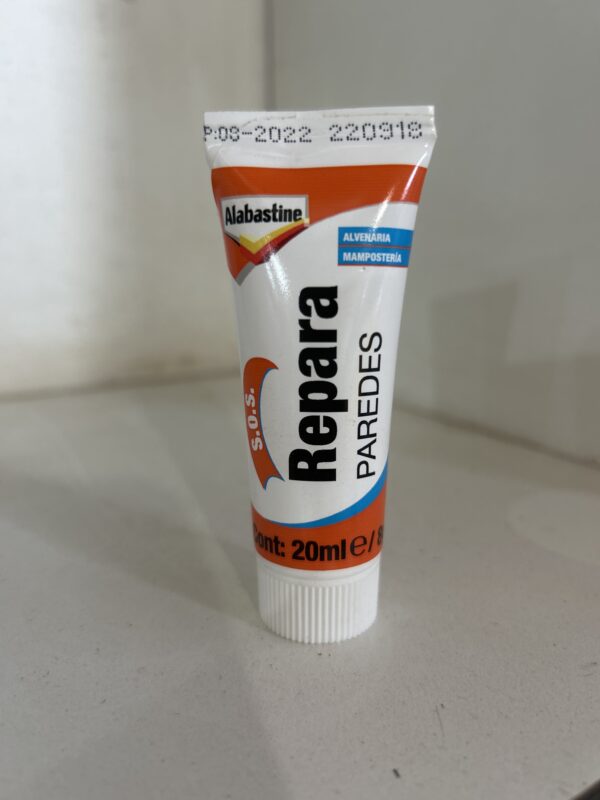 P:08-2022 220918
Alabastine
ALVENARIA
MAMPOSTERÍA
S.O.S.
Repara
PAREDES
Cont: 20ml ℮/